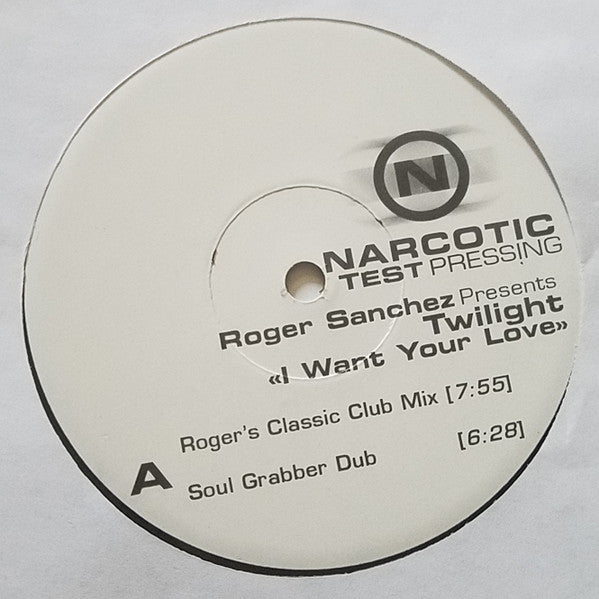 N
NARCOTIC
TEST PRESSING
Roger Sanchez Presents
Twilight
«I Want Your Love»
Roger's Classic Club Mix [7:55]
A
Soul Grabber Dub [6:28]